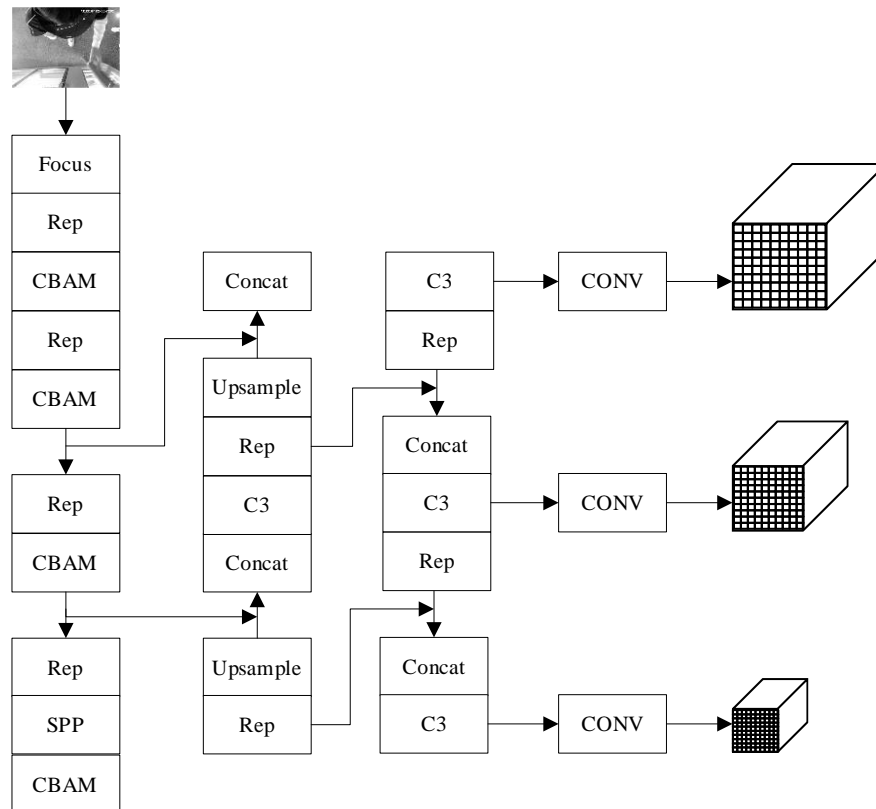 Focus
Rep
CBAM
Rep
CBAM
Rep
CBAM
Rep
SPP
CBAM
Concat
Upsample
Rep
C3
Concat
Upsample
Rep
C3
Rep
Concat
C3
Rep
Concat
C3
CONV
CONV
CONV